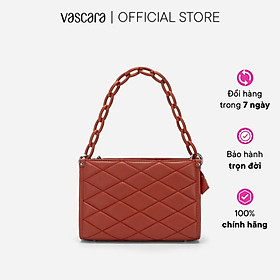 vascara | OFFICIAL STORE
Đổi hàng
trong 7 ngày
Bảo hành
trọn đời
100%
chính hãng